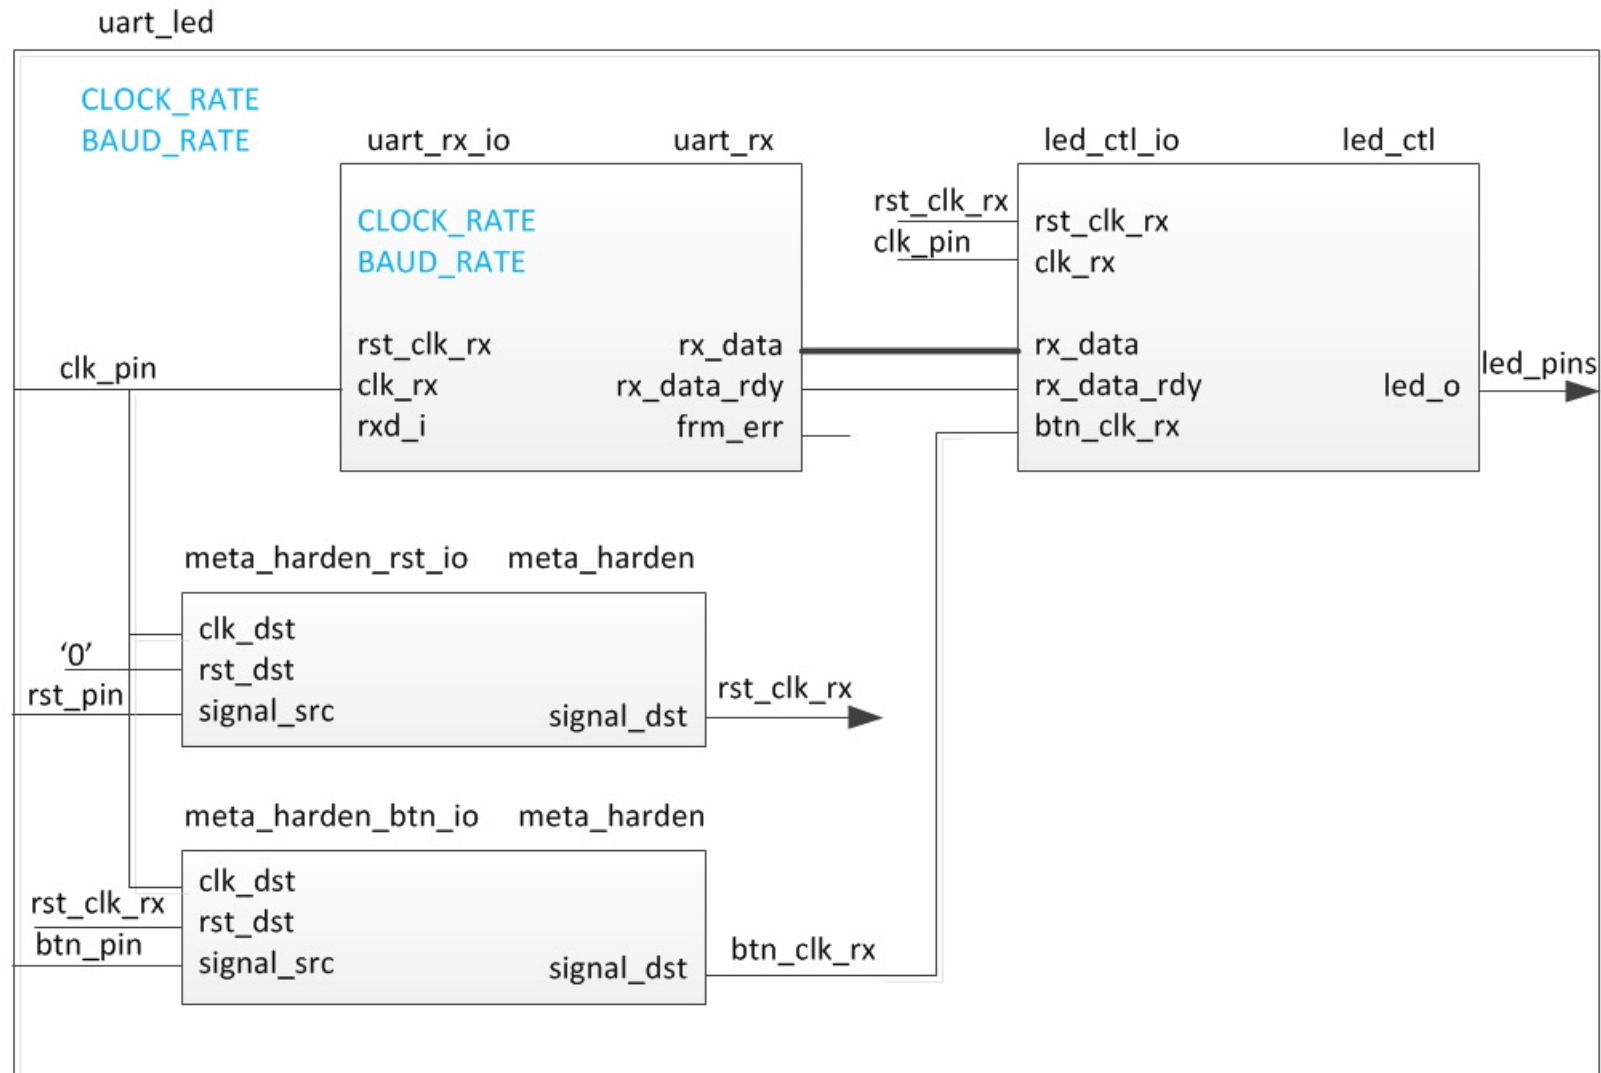 uart_led
CLOCK_RATE
BAUD_RATE
uart_rx_io uart_rx
CLOCK_RATE
BAUD_RATE
rst_clk_rx rx_data
clk_rx rx_data_rdy
rxd_i frm_err
clk_pin
led_ctl_io led_ctl
rst_clk_rx
clk_pin
rst_clk_rx
clk_rx
rx_data
rx_data_rdy led_o
btn_clk_rx
led_pins
meta_harden_rst_io meta_harden
‘0’
rst_pin
clk_dst
rst_dst
signal_src signal_dst
rst_clk_rx
meta_harden_btn_io meta_harden
rst_clk_rx
btn_pin
clk_dst
rst_dst
signal_src signal_dst
btn_clk_rx